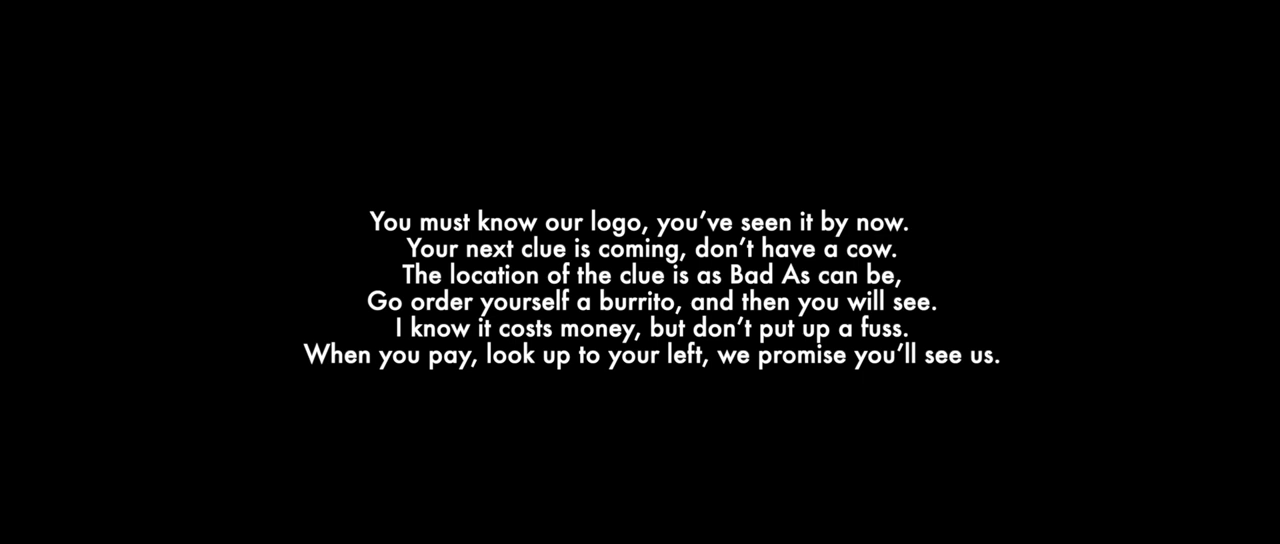 You must know our logo, you’ve seen it by now.
Your next clue is coming, don’t have a cow.
The location of the clue is as Bad As can be,
Go order yourself a burrito, and then you will see.
I know it costs money, but don’t put up a fuss.
When you pay, look up to your left, we promise you’ll see us.